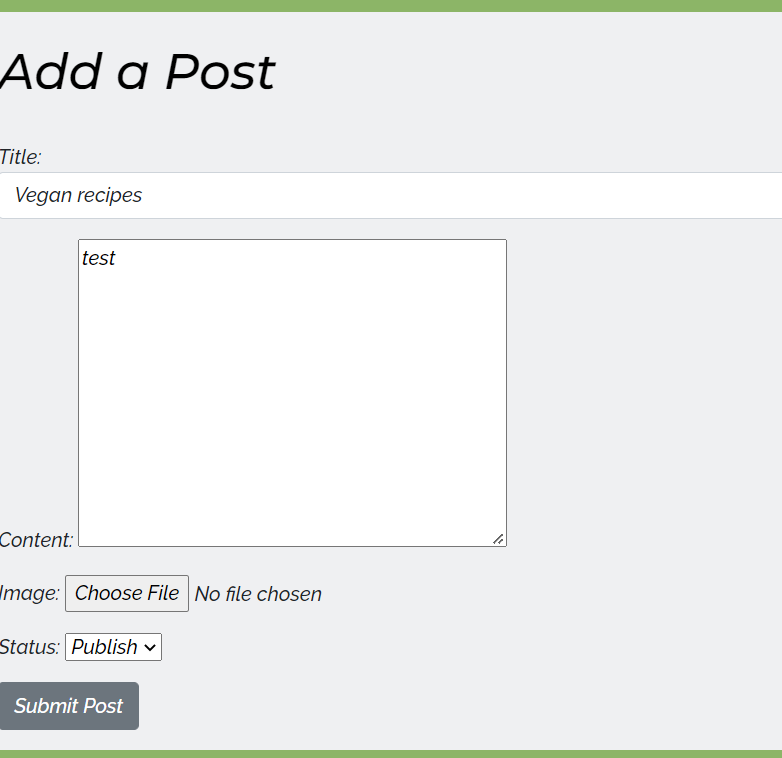 Add a Post
Title:
Vegan recipes
test
Content:
Image: Choose File No file chosen
Status: Publish
Submit Post